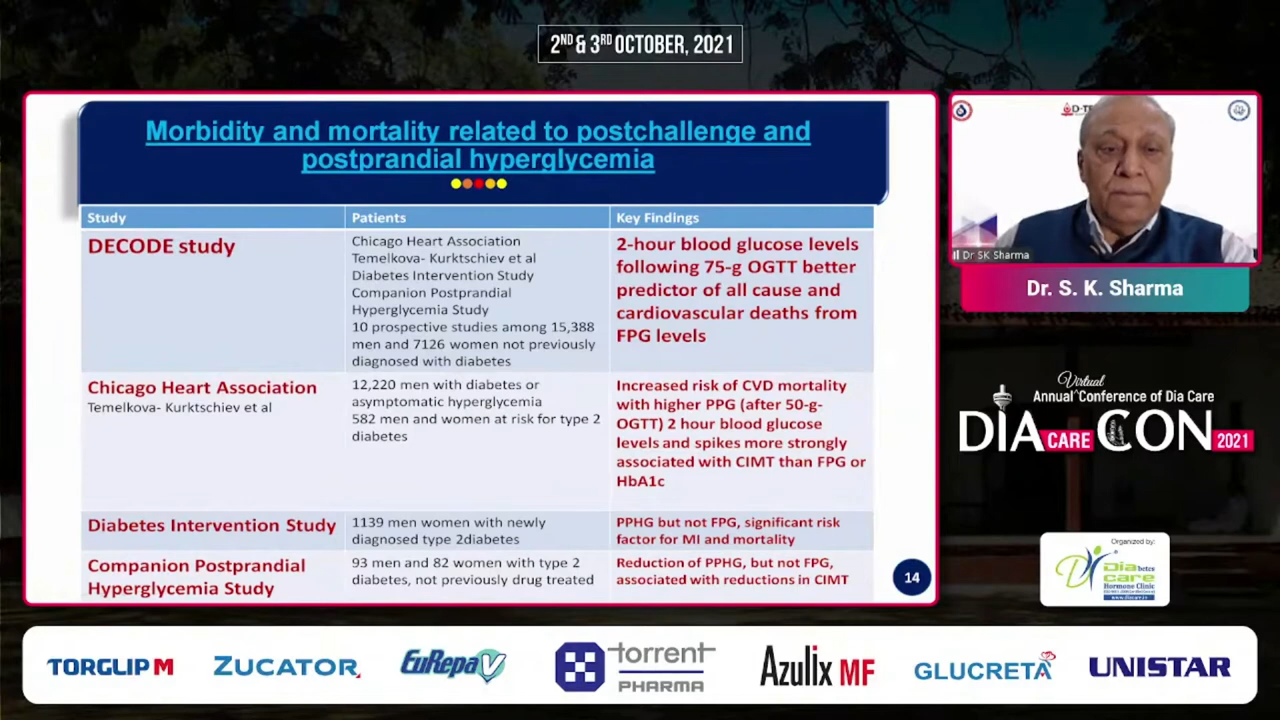 2ND & 3RD OCTOBER, 2021
Morbidity and mortality related to postchallenge and
postprandial hyperglycemia
Study
Patients
Key Findings
DECODE study
Chicago Heart Association
Temelkova- Kurktschiev et al
Diabetes Intervention Study
Companion Postprandial
Hyperglycemia Study
10 prospective studies among 15,388
men and 7126 women not previously
diagnosed with diabetes
2-hour blood glucose levels
following 75-g OGTT better
predictor of all cause and
cardiovascular deaths from
FPG levels
Chicago Heart Association
Temelkova- Kurktschiev et al
12,220 men with diabetes or
asymptomatic hyperglycemia
582 men and women at risk for type 2
diabetes
Increased risk of CVD mortality
with higher PPG (after 50-g-
OGTT) 2 hour blood glucose
levels and spikes more strongly
associated with CIMT than FPG or
HbA1c
Diabetes Intervention Study
1139 men women with newly
diagnosed type 2diabetes
PPHG but not FPG, significant risk
factor for MI and mortality
Companion Postprandial
Hyperglycemia Study
93 men and 82 women with type 2
diabetes, not previously drug treated
Reduction of PPHG, but not FPG,
associated with reductions in CIMT
14
Dr SK Sharma
Dr. S. K. Sharma
Virtual
Annual Conference of Dia Care
DIA CARE CON 2021
Organized by:
Diabetes
care
Hormone Clinic
TORGLIP M
ZUCATOR
EuRepa V
torrent
PHARMA
Azulix MF
GLUCRETA
UNISTAR